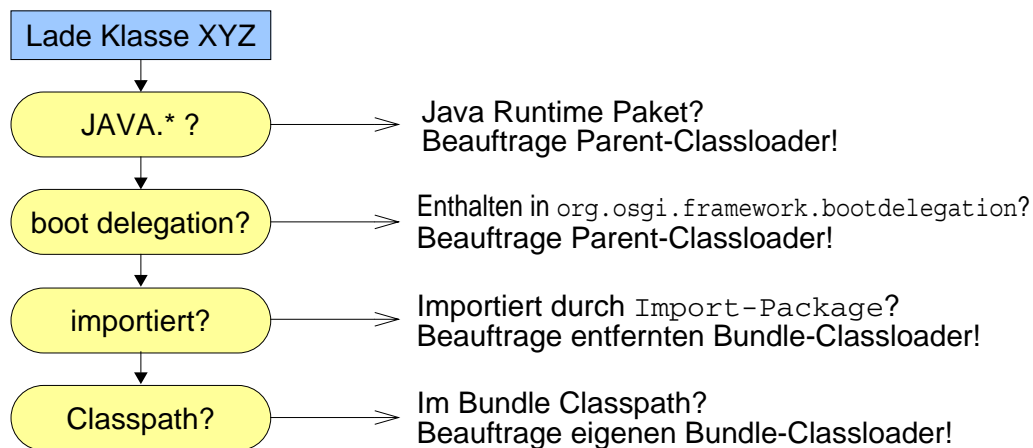 Lade Klasse XYZ
JAVA.* ?
Java Runtime Paket?
Beauftrage Parent-Classloader!
boot delegation?
Enthalten in org.osgi.framework.bootdelegation?
Beauftrage Parent-Classloader!
importiert?
Importiert durch Import-Package?
Beauftrage entfernten Bundle-Classloader!
Classpath?
Im Bundle Classpath?
Beauftrage eigenen Bundle-Classloader!